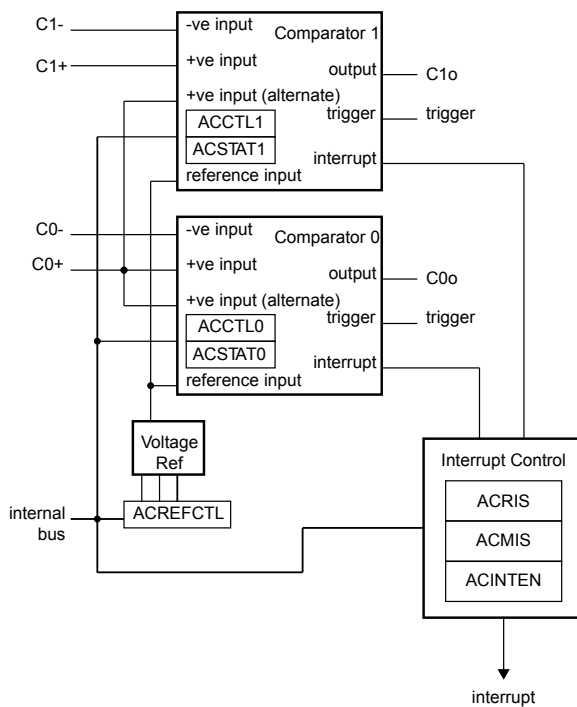 C1-
-ve input
Comparator 1
C1+
+ve input
output
C1o
+ve input (alternate)
trigger
trigger
ACCTL1
ACSTAT1
interrupt
reference input
C0-
-ve input
Comparator 0
C0+
+ve input
output
C0o
+ve input (alternate)
trigger
trigger
ACCTL0
ACSTAT0
interrupt
reference input
Voltage
Ref
internal
bus
ACREFCTL
Interrupt Control
ACRIS
ACMIS
ACINTEN
interrupt